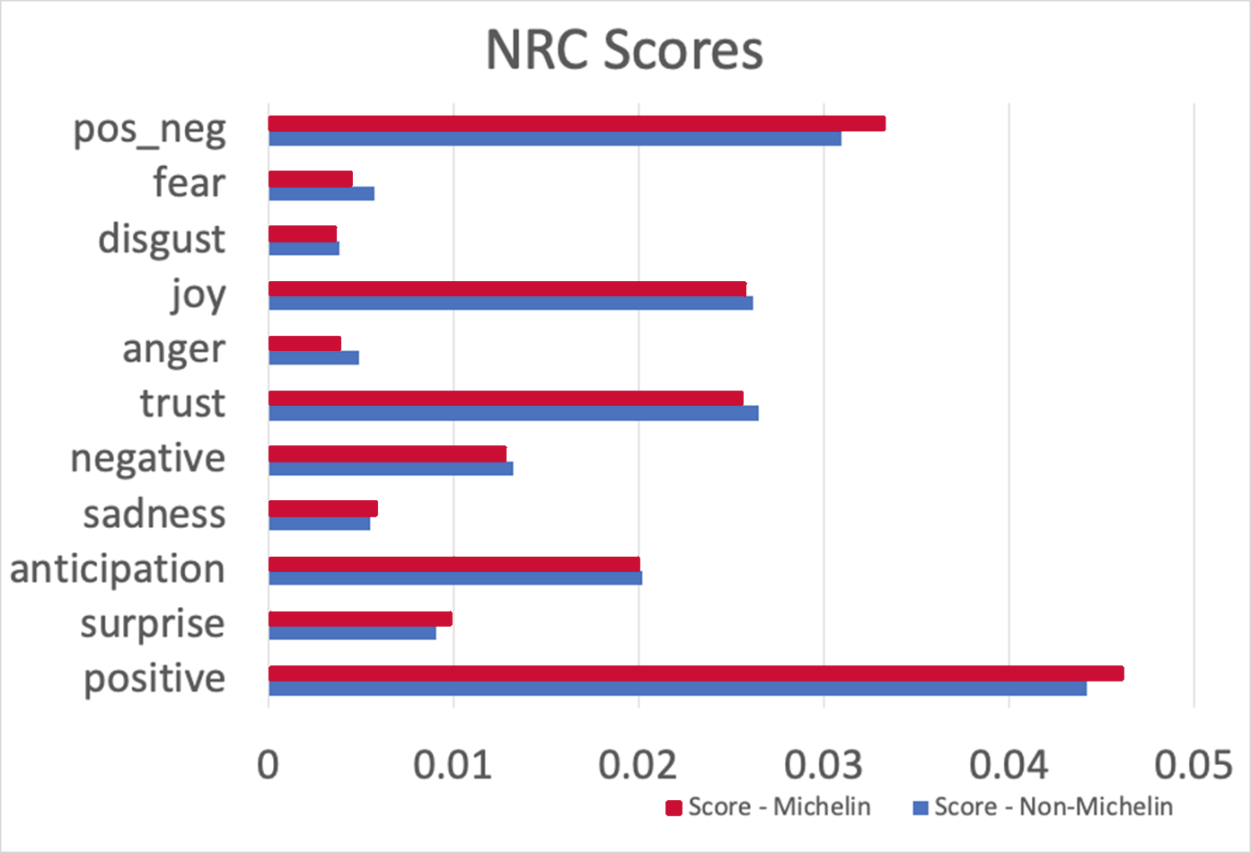 NRC Scores
pos_neg
fear
disgust
joy
anger
trust
negative
sadness
anticipation
surprise
positive
0 0.01 0.02 0.03 0.04 0.05
Score - Michelin Score - Non-Michelin